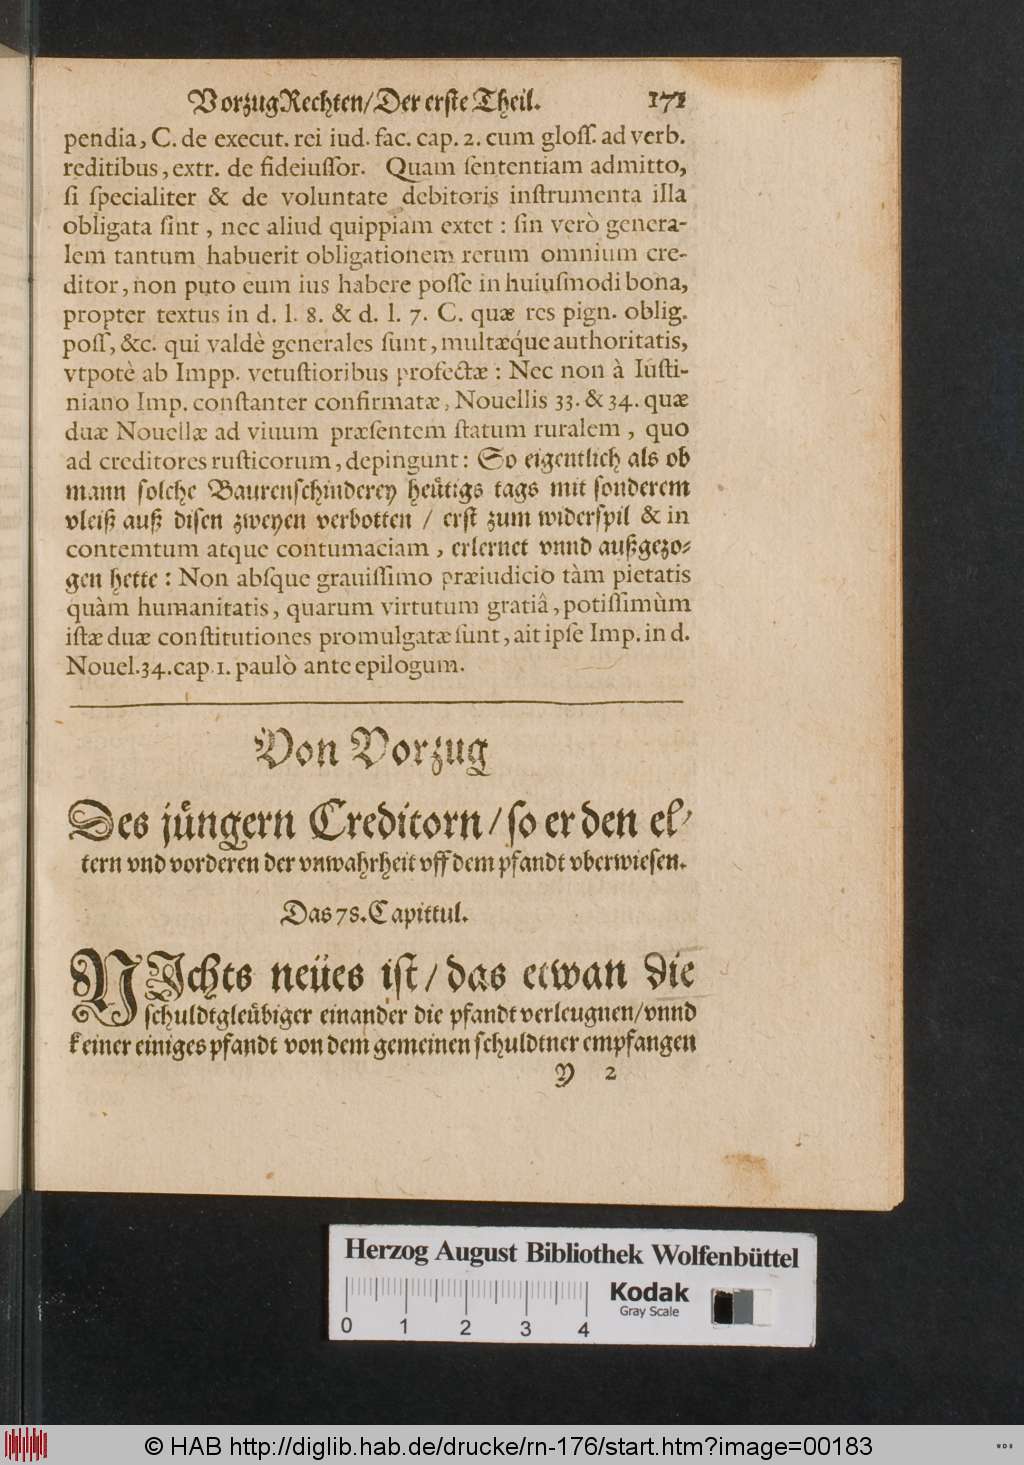 VorzugRechten/Der erste Theil. 171
pendia, C. de execut. rei iud. fac. cap. 2. cum gloſſ. ad verb.
reditibus, extr. de fideiuſſor. Quam ſententiam admitto,
ſi ſpecialiter & de voluntate debitoris inſtrumenta illa
obligata ſint, nec aliud quippiam extet: ſin verò genera-
lem tantum habuerit obligationem rerum omnium cre-
ditor, non puto eum ius habere poſſe in huiuſmodi bona,
propter textus in d. l. 8. & d. l. 7. C. quæ res pign. oblig.
poſſ, &c. qui valdè generales ſunt, multæq́ue authoritatis,
vtpotè ab Impp. vetuſtioribus profectæ: Nec non à Iuſti-
niano Imp. conſtanter confirmatæ, Nouellis 33. & 34. quæ
duæ Nouellæ ad viuum præſentem ſtatum ruralem, quo
ad creditores ruſticorum, depingunt: So eigentlich als ob
mann ſolche Baurenſchinderey heütigs tags mit ſonderem
vleiß auß diſen zweyen verbotten / erſt zum widerſpil & in
contemtum atque contumaciam, erlernet vnnd außgezo-
gen hette: Non abſque grauiſſimo præiudicio tàm pietatis
quàm humanitatis, quarum virtutum gratiâ, potiſſimùm
iſtæ duæ conſtitutiones promulgatæ ſunt, ait ipſe Imp. in d.
Nouel. 34. cap. 1. paulò ante epilogum.
Von Vorzug
Des jüngern Creditorn/ſo er den el-
tern vnd vorderen der vnwahrheit vff dem pfandt vberwieſen.
Das 78. Capittul.
NIchts neües iſt/das etwan die
ſchuldtgleübiger einander die pfandt verleugnen/vnnd
keiner einiges pfandt von dem gemeinen ſchuldtner empfangen
Y 2
Herzog August Bibliothek Wolfenbüttel
Kodak
Gray Scale
0 1 2 3 4
© HAB http://diglib.hab.de/drucke/rn-176/start.htm?image=00183